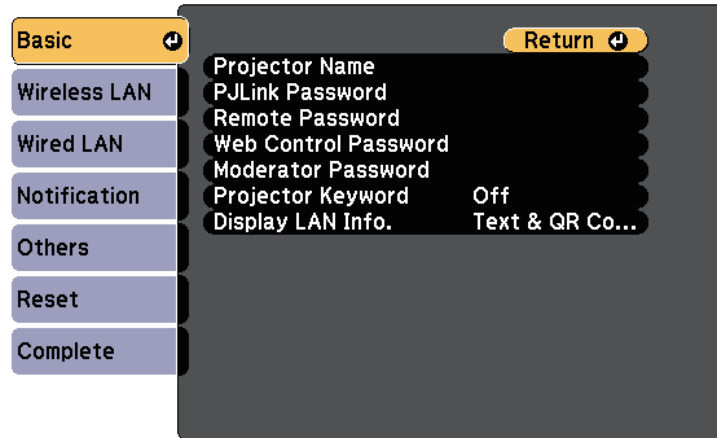 Basic
Wireless LAN
Wired LAN
Notification
Others
Reset
Complete
Return
Projector Name
PJLink Password
Remote Password
Web Control Password
Moderator Password
Projector Keyword Off
Display LAN Info. Text & QR Co...